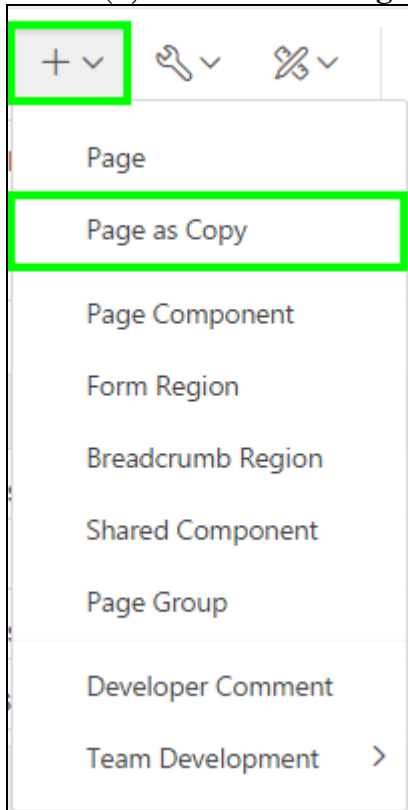 Page
Page as Copy
Page Component
Form Region
Breadcrumb Region
Shared Component
Page Group
Developer Comment
Team Development